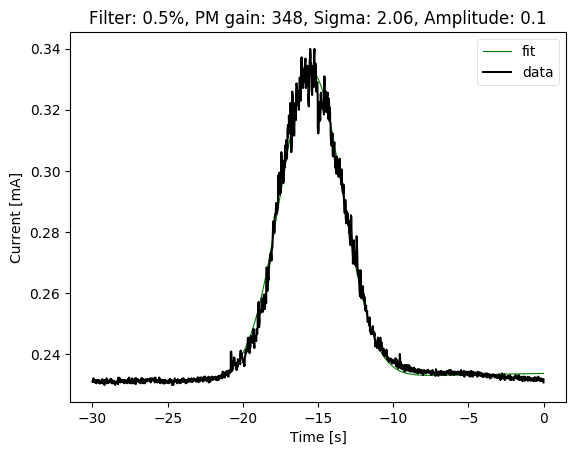 Filter: 0.5%, PM gain: 348, Sigma: 2.06, Amplitude: 0.1
fit
data
Current [mA]
0.34
0.32
0.30
0.28
0.26
0.24
−30 −25 −20 −15 −10 −5 0
Time [s]